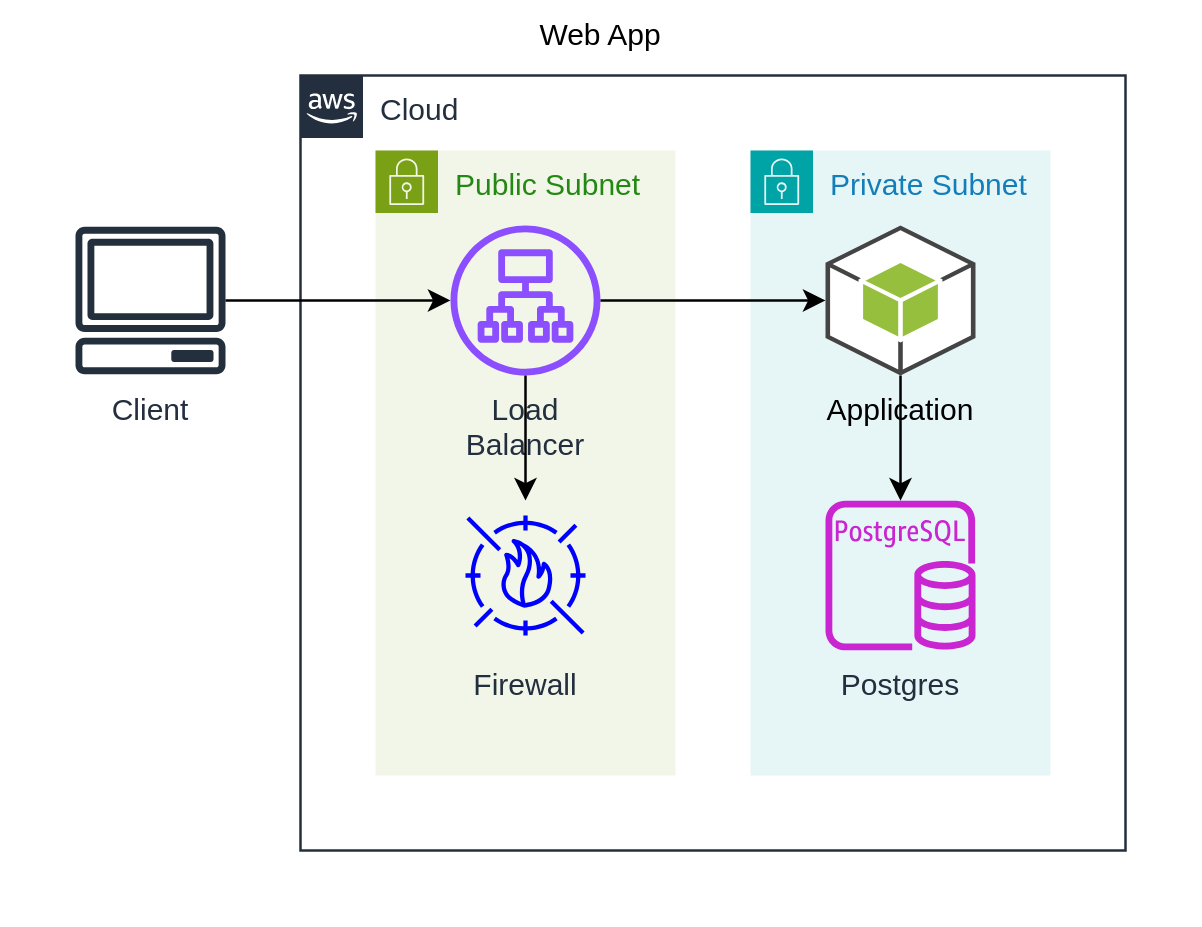 Web App
aws
Cloud
Public Subnet
Private Subnet
Client
Load
Balancer
Application
PostgreSQL
Firewall
Postgres